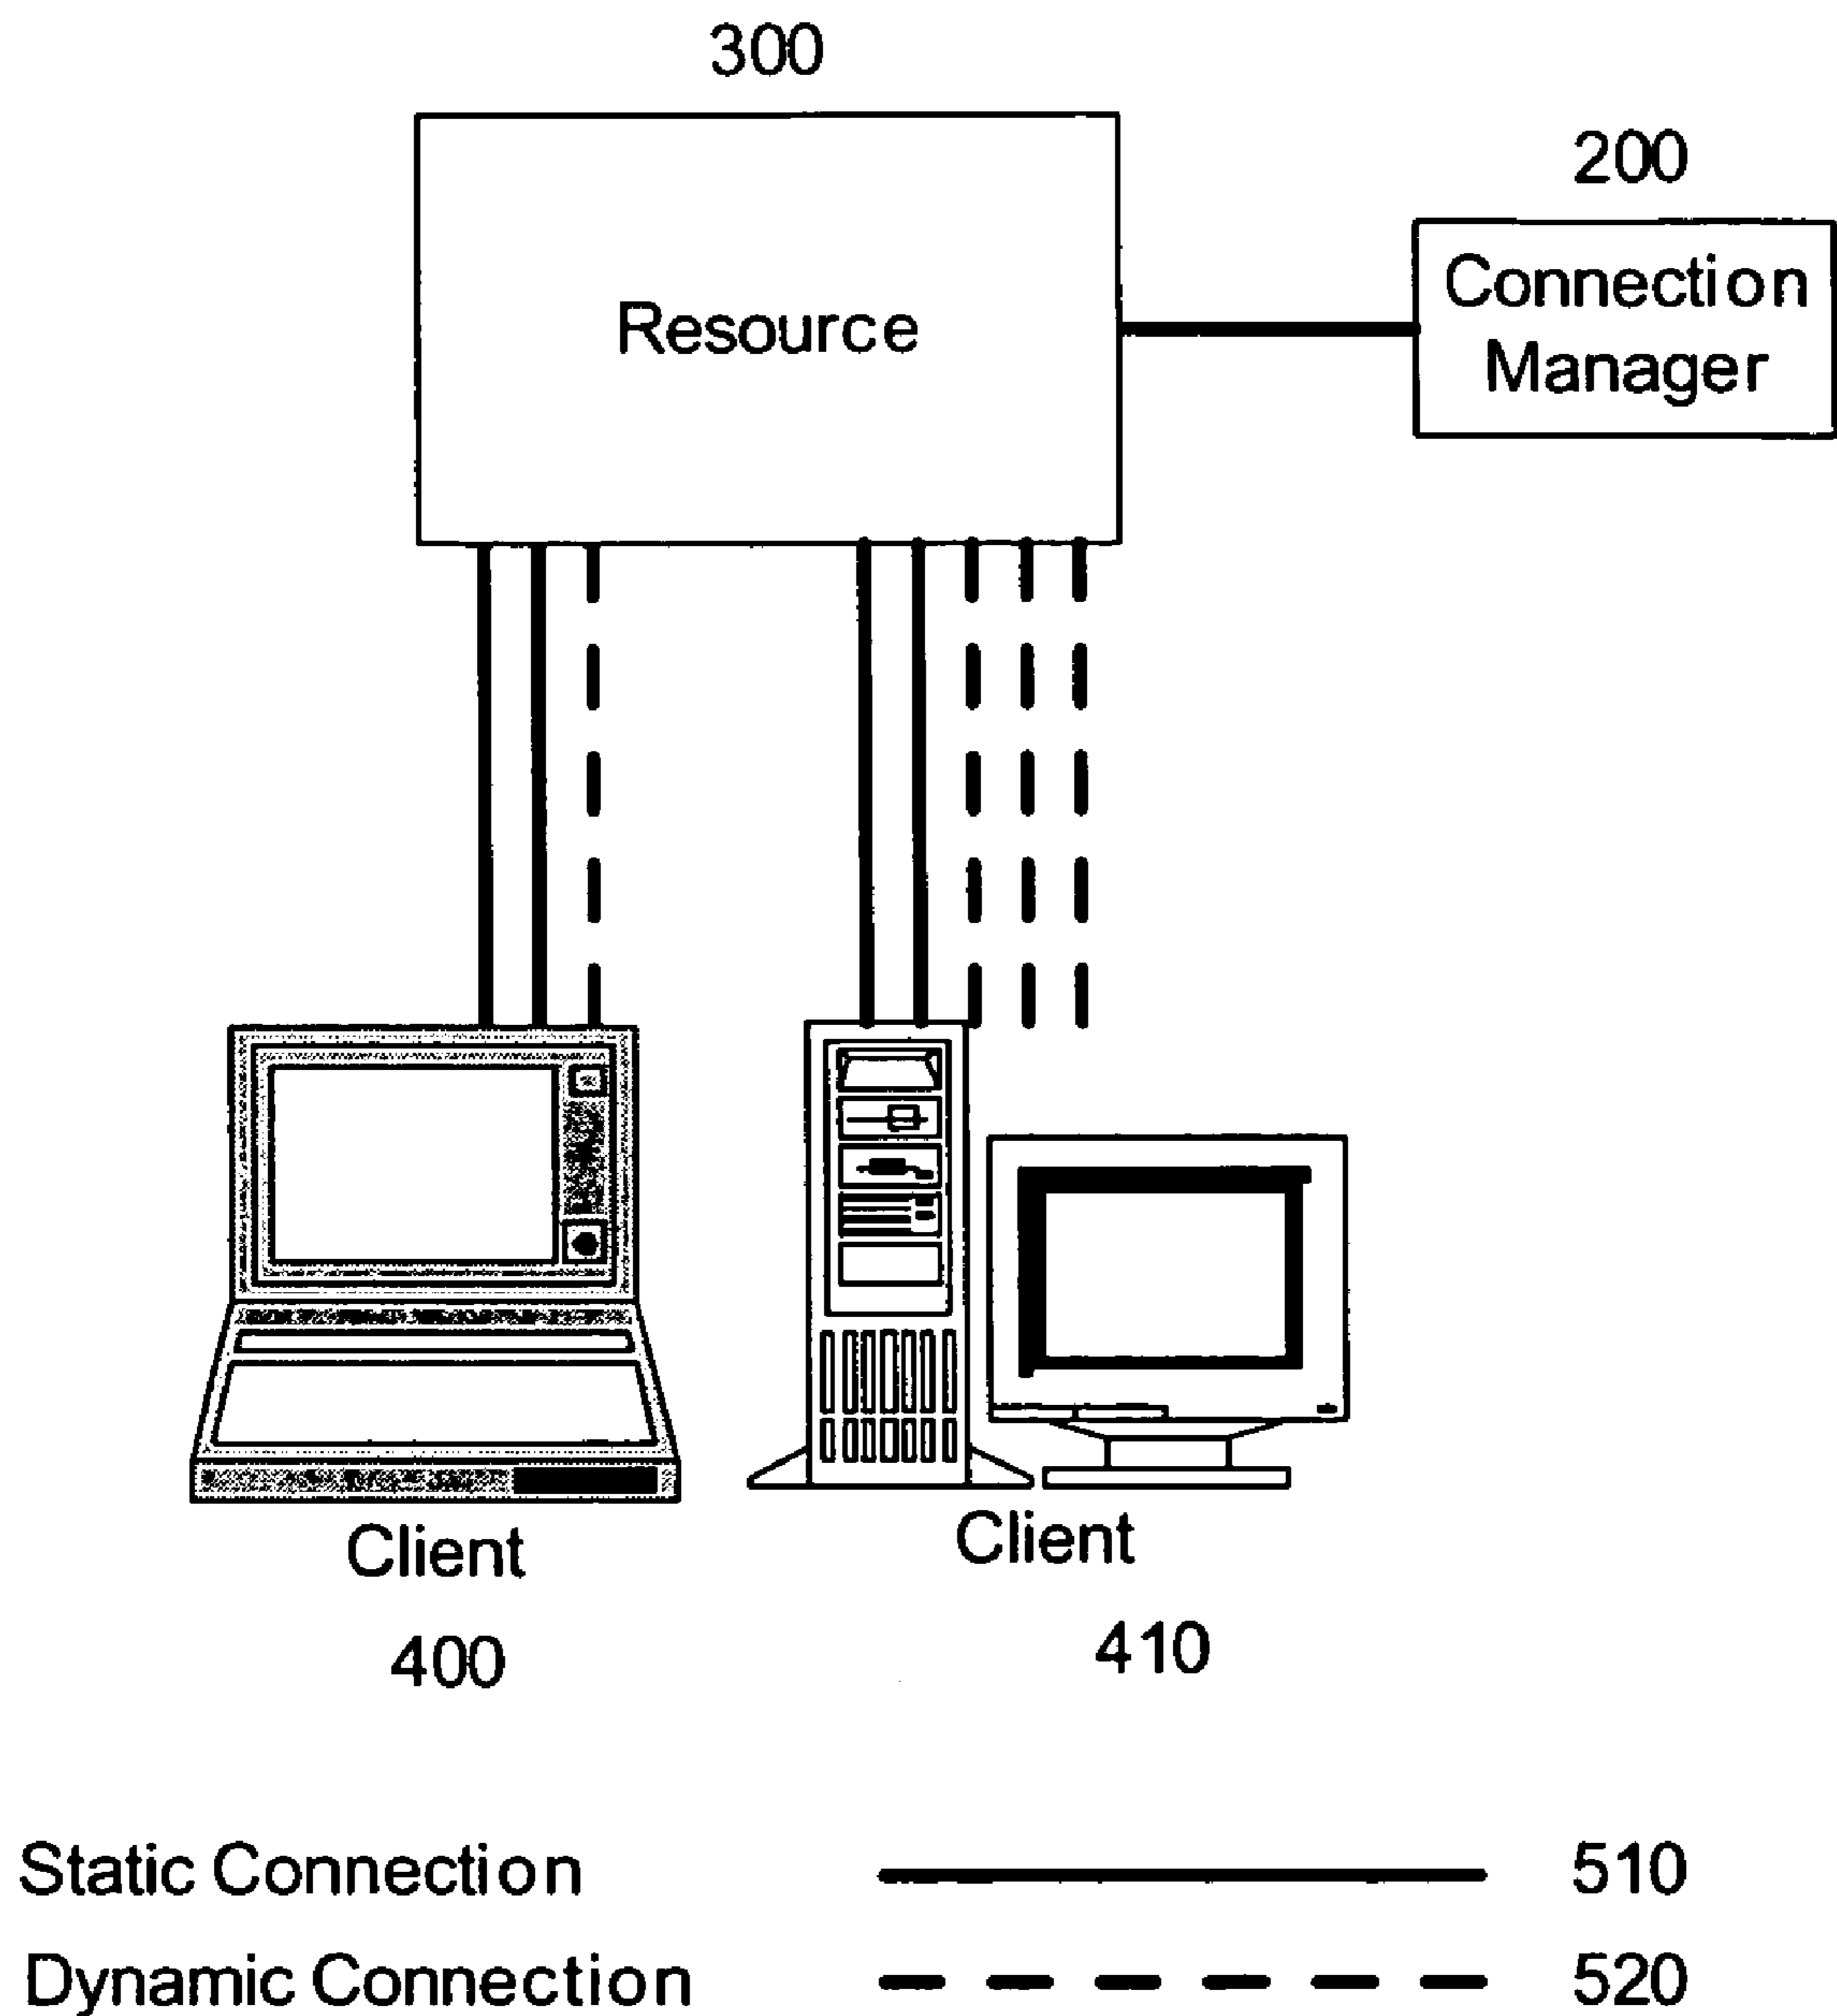 300
200
Resource
Connection
Manager
Client
Client
400
410
Static Connection
510
Dynamic Connection
520